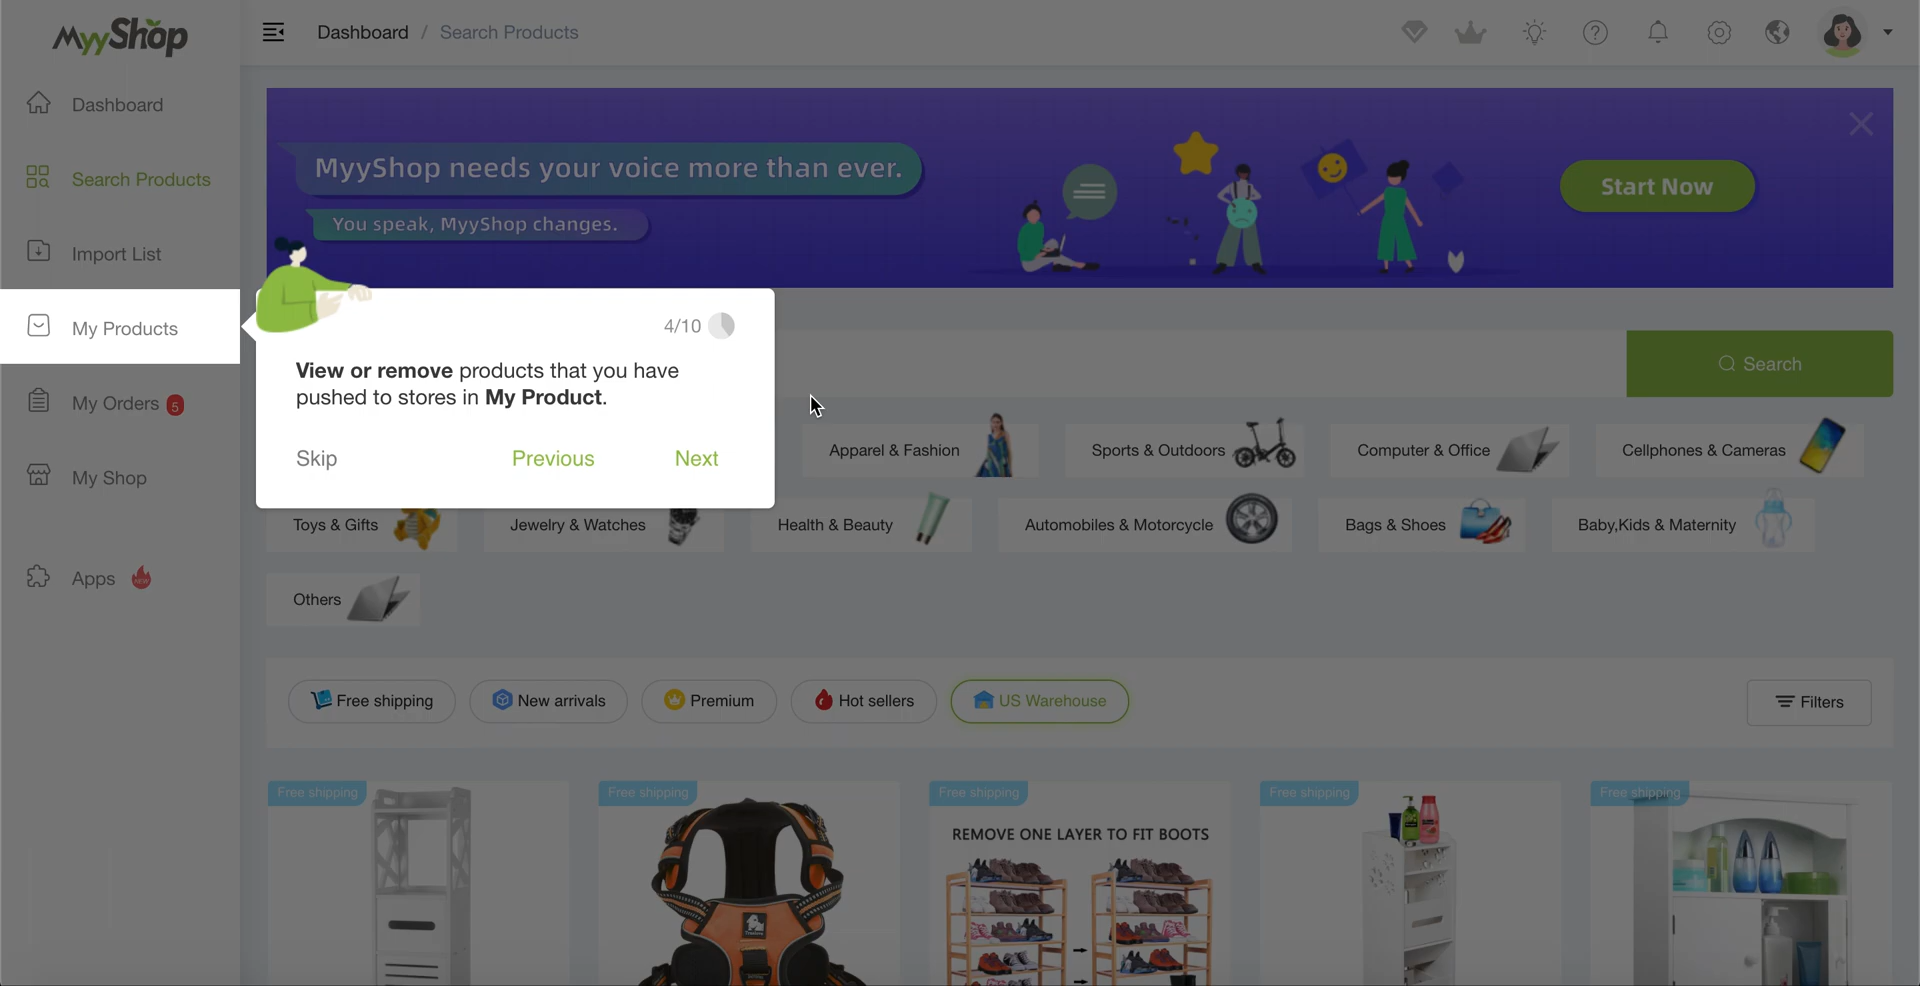 MyyShop
Dashboard / Search Products
Dashboard
Search Products
Import List
My Products
My Orders 5
My Shop
Apps NEW
MyyShop needs your voice more than ever.
You speak, MyyShop changes.
Start Now
4/10
View or remove products that you have
pushed to stores in My Product.
Skip Previous Next
Search
Apparel & Fashion
Sports & Outdoors
Computer & Office
Cellphones & Cameras
Toys & Gifts
Jewelry & Watches
Health & Beauty
Automobiles & Motorcycle
Bags & Shoes
Baby,Kids & Maternity
Others
Free shipping
New arrivals
Premium
Hot sellers
US Warehouse
Filters
Free shipping
Free shipping
Free shipping
REMOVE ONE LAYER TO FIT BOOTS
Free shipping
Free shipping